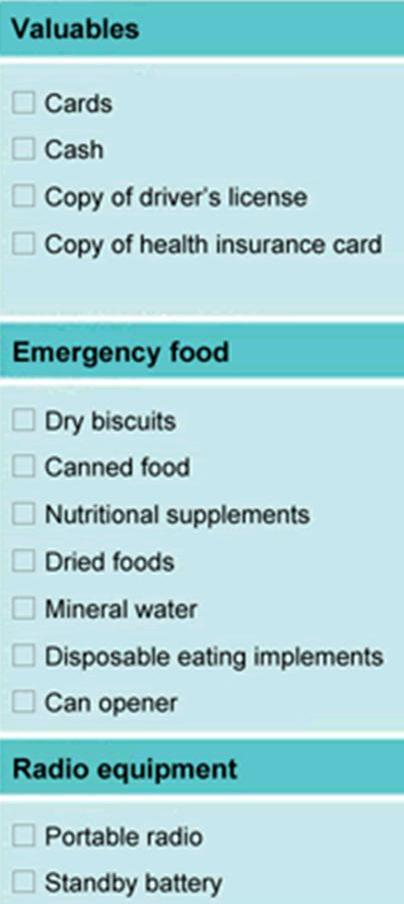 Valuables
Cards
Cash
Copy of driver's license
Copy of health insurance card
Emergency food
Dry biscuits
Canned food
Nutritional supplements
Dried foods
Mineral water
Disposable eating implements
Can opener
Radio equipment
Portable radio
Standby battery